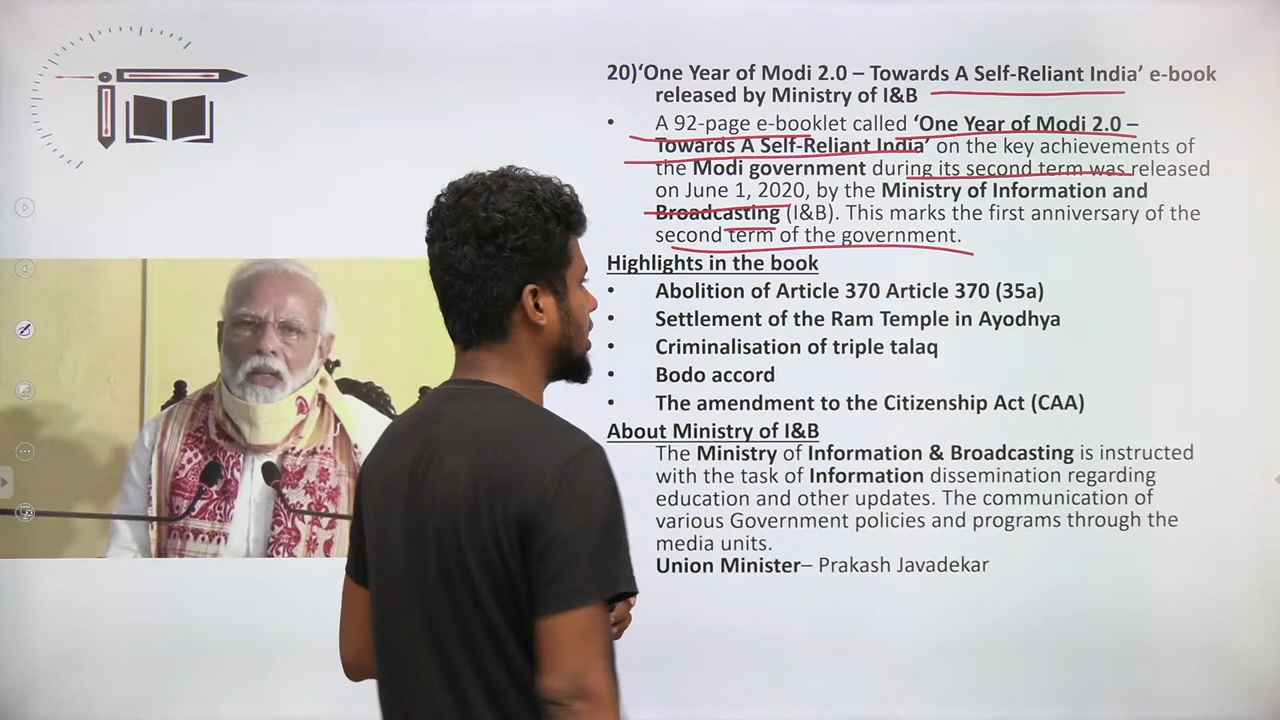 20)‘One Year of Modi 2.0 – Towards A Self-Reliant India’ e-book
released by Ministry of I&B
• A 92-page e-booklet called ‘One Year of Modi 2.0 –
Towards A Self-Reliant India’ on the key achievements of
the Modi government during its second term was released
on June 1, 2020, by the Ministry of Information and
Broadcasting (I&B). This marks the first anniversary of the
second term of the government.
Highlights in the book
• Abolition of Article 370 Article 370 (35a)
• Settlement of the Ram Temple in Ayodhya
• Criminalisation of triple talaq
• Bodo accord
• The amendment to the Citizenship Act (CAA)
About Ministry of I&B
The Ministry of Information & Broadcasting is instructed
with the task of Information dissemination regarding
education and other updates. The communication of
various Government policies and programs through the
media units.
Union Minister– Prakash Javadekar